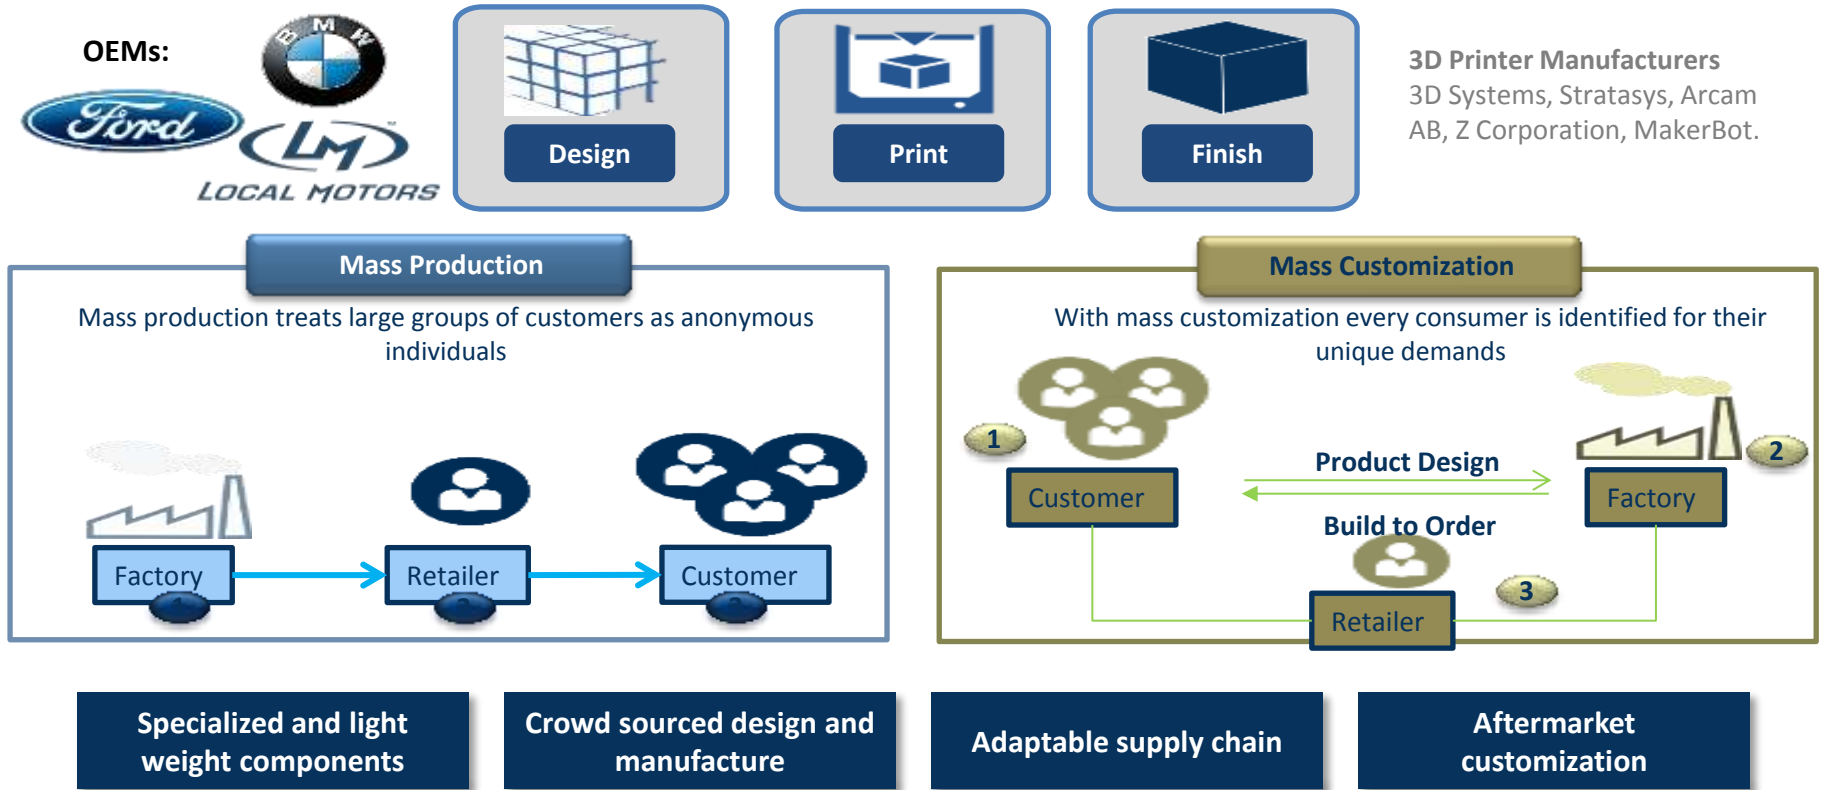 OEMs:
BMW
Ford
LM
LOCAL MOTORS
Design
Print
Finish
3D Printer Manufacturers
3D Systems, Stratasys, Arcam
AB, Z Corporation, MakerBot.
Mass Production
Mass production treats large groups of customers as anonymous
individuals
Factory
Retailer
Customer
Mass Customization
With mass customization every consumer is identified for their
unique demands
1
2
Product Design
Customer
Factory
Build to Order
3
Retailer
Specialized and light
weight components
Crowd sourced design and
manufacture
Adaptable supply chain
Aftermarket
customization